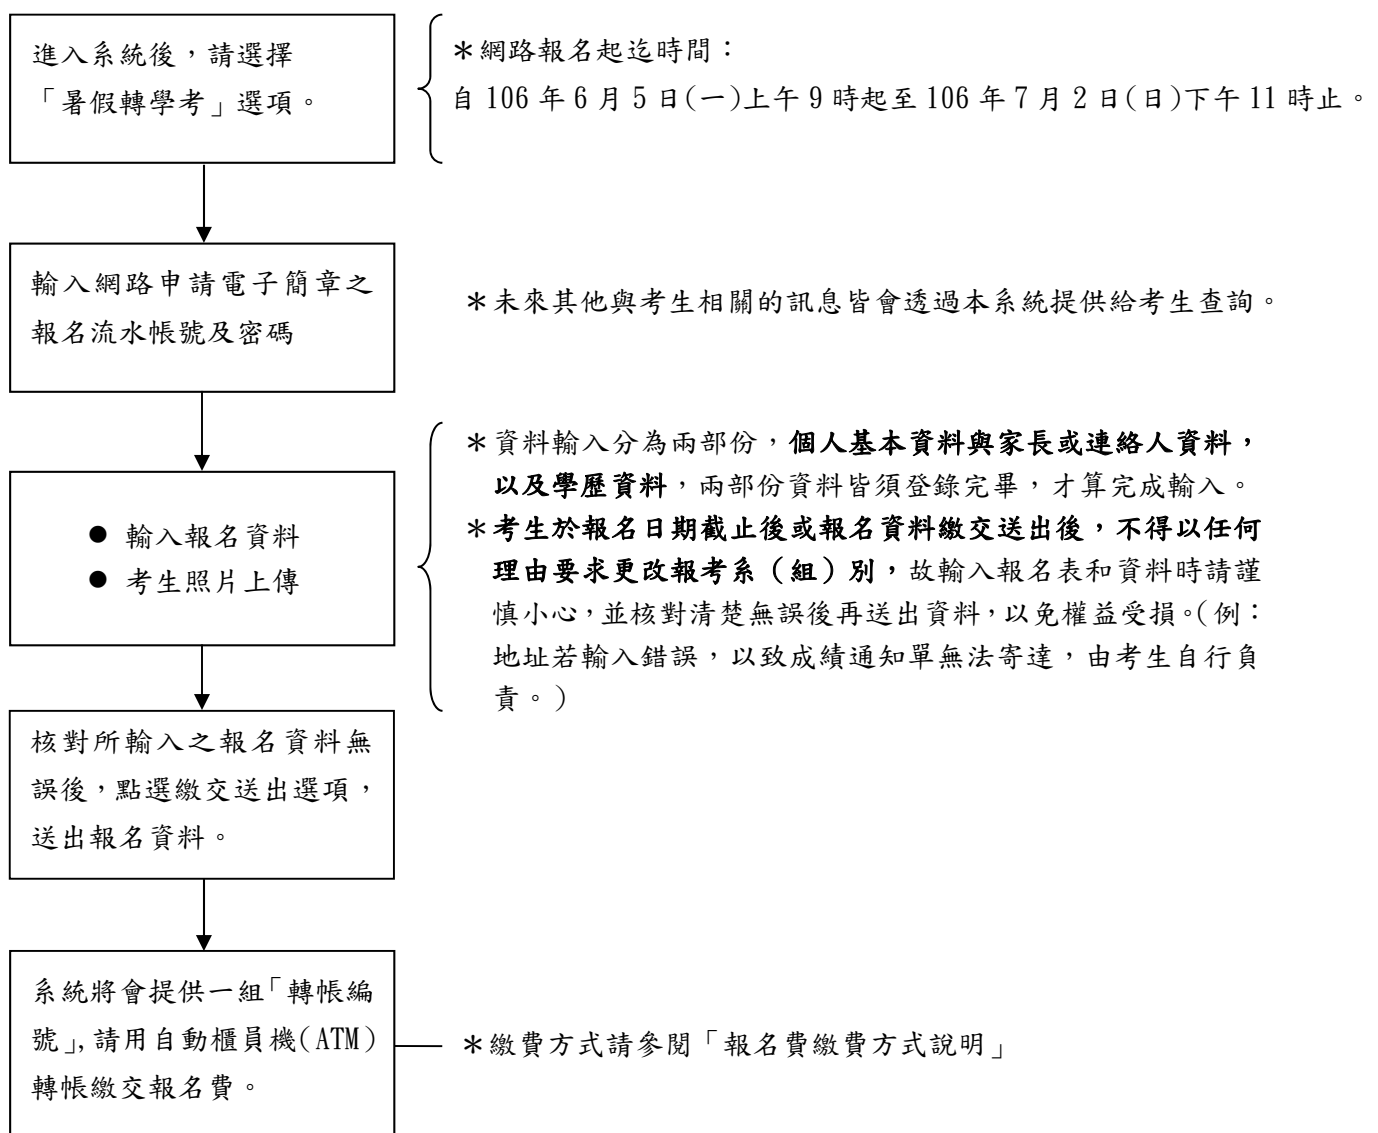 進入系統後，請選擇
「暑假轉學考」選項。
＊網路報名起迄時間：
自 106 年 6 月 5 日(一)上午 9 時起至 106 年 7 月 2 日(日)下午 11 時止。
輸入網路申請電子簡章之
報名流水帳號及密碼
＊未來其他與考生相關的訊息皆會透過本系統提供給考生查詢。
● 輸入報名資料
● 考生照片上傳
＊資料輸入分為兩部份，個人基本資料與家長或連絡人資料，
以及學歷資料，兩部份資料皆須登錄完畢，才算完成輸入。
＊考生於報名日期截止後或報名資料繳交送出後，不得以任何
理由要求更改報考系（組）別，故輸入報名表和資料時請謹
慎小心，並核對清楚無誤後再送出資料，以免權益受損。(例：
地址若輸入錯誤，以致成績通知單無法寄達，由考生自行負
責。)
核對所輸入之報名資料無
誤後，點選繳交送出選項，
送出報名資料。
系統將會提供一組「轉帳編
號」,請用自動櫃員機(ATM)
轉帳繳交報名費。
＊繳費方式請參閱「報名費繳費方式說明」